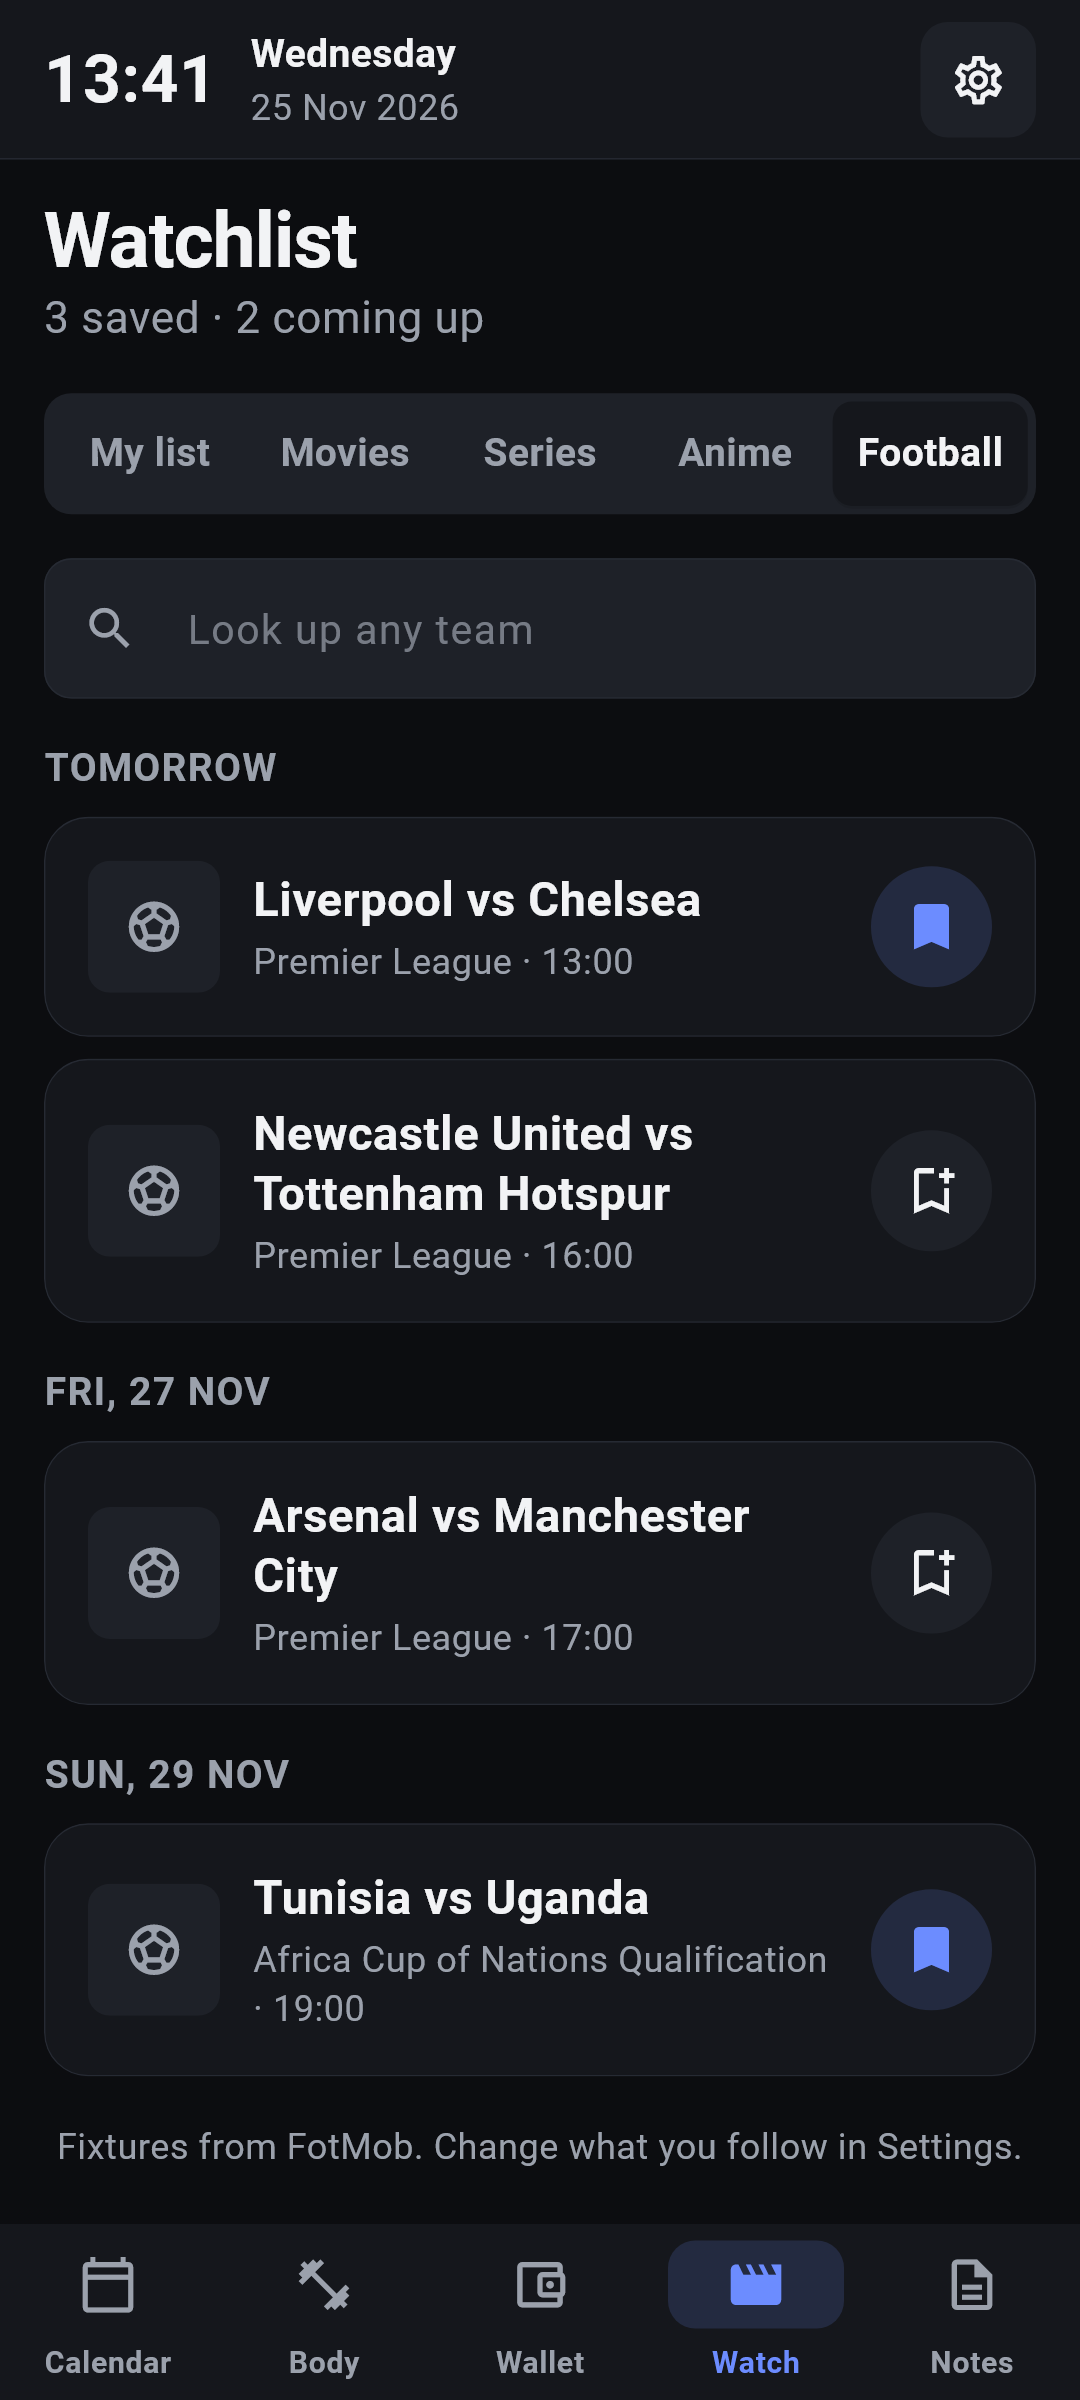 13:41
Wednesday
25 Nov 2026
Watchlist
3 saved · 2 coming up
My list
Movies
Series
Anime
Football
Look up any team
TOMORROW
Liverpool vs Chelsea
Premier League · 13:00
Newcastle United vs
Tottenham Hotspur
Premier League · 16:00
FRI, 27 NOV
Arsenal vs Manchester
City
Premier League · 17:00
SUN, 29 NOV
Tunisia vs Uganda
Africa Cup of Nations Qualification
· 19:00
Fixtures from FotMob. Change what you follow in Settings.
Calendar
Body
Wallet
Watch
Notes